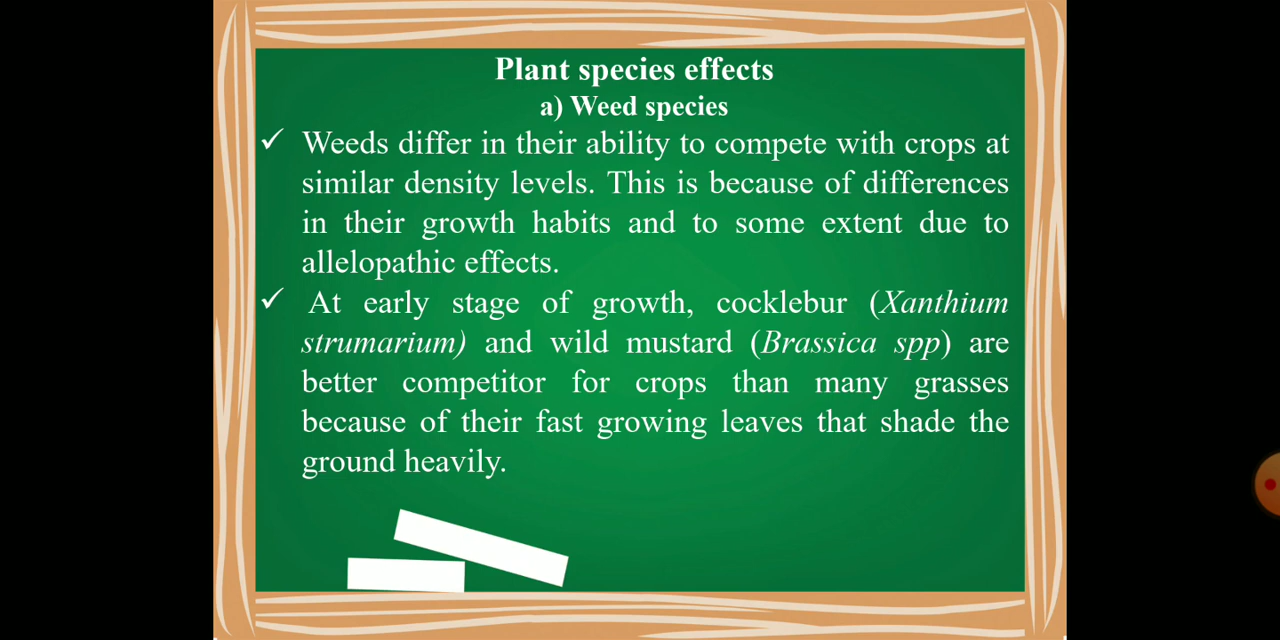 Plant species effects
a) Weed species
✓ Weeds differ in their ability to compete with crops at
similar density levels. This is because of differences
in their growth habits and to some extent due to
allelopathic effects.
✓ At early stage of growth, cocklebur (Xanthium
strumarium) and wild mustard (Brassica spp) are
better competitor for crops than many grasses
because of their fast growing leaves that shade the
ground heavily.